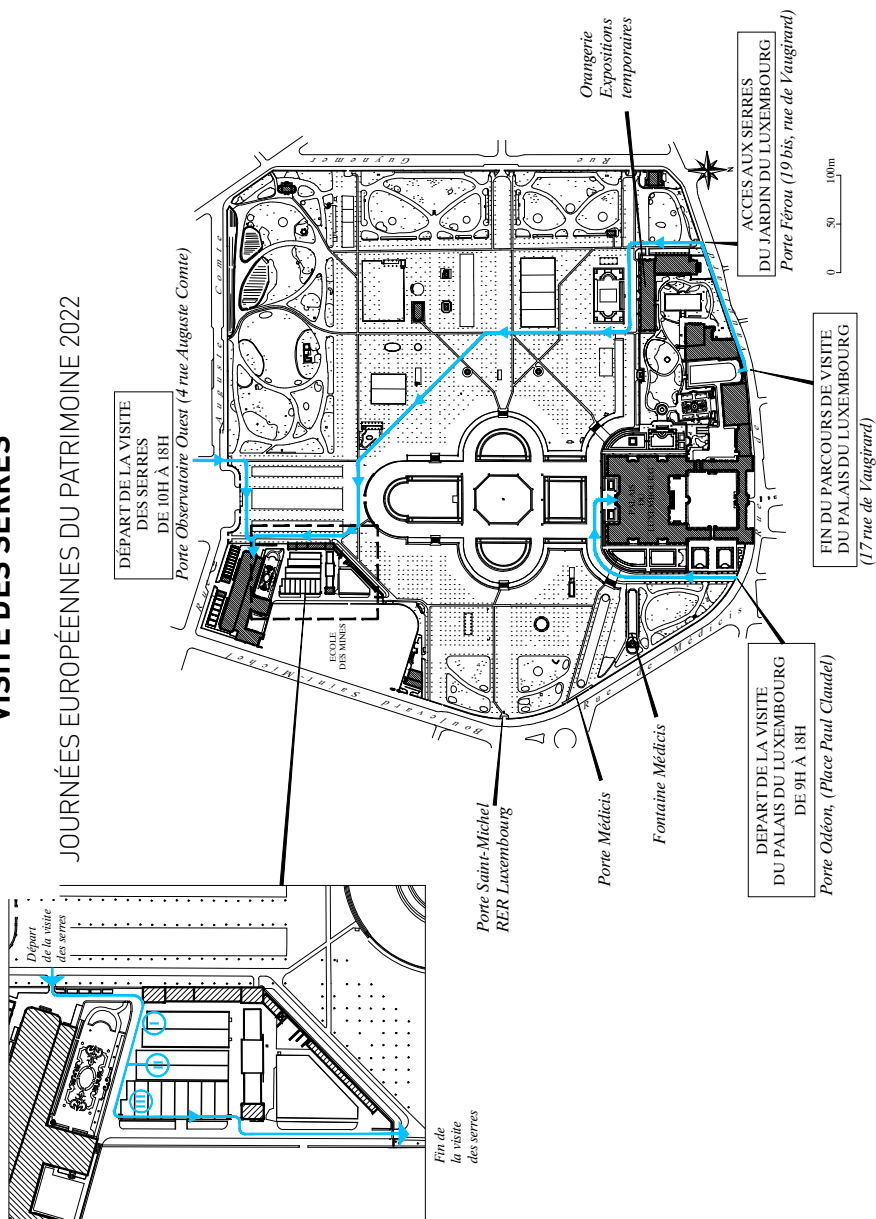 VISITE DES SERRES
JOURNÉES EUROPÉENNES DU PATRIMOINE 2022
DÉPART DE LA VISITE
DES SERRES
DE 10H À 18H
Porte Observatoire Ouest (4 rue Auguste Comte)
Rue
Auguste Comte
Rue
Guynemer
Orangerie
Expositions
temporaires
ACCES AUX SERRES
DU JARDIN DU LUXEMBOURG
Porte Férou (19 bis, rue de Vaugirard)
N
0
50
100m
FIN DU PARCOURS DE VISITE
DU PALAIS DU LUXEMBOURG
(17 rue de Vaugirard)
Rue de Vaugirard
PALAIS
DU
LUXEMBOURG
ECOLE
DES MINES
Boulevard Saint-Michel
Rue de Médicis
Porte Saint-Michel
RER Luxembourg
Porte Médicis
Fontaine Médicis
DEPART DE LA VISITE
DU PALAIS DU LUXEMBOURG
DE 9H À 18H
Porte Odéon, (Place Paul Claudel)
Départ
de la visite
des serres
I
II
III
Fin de
la visite
des serres